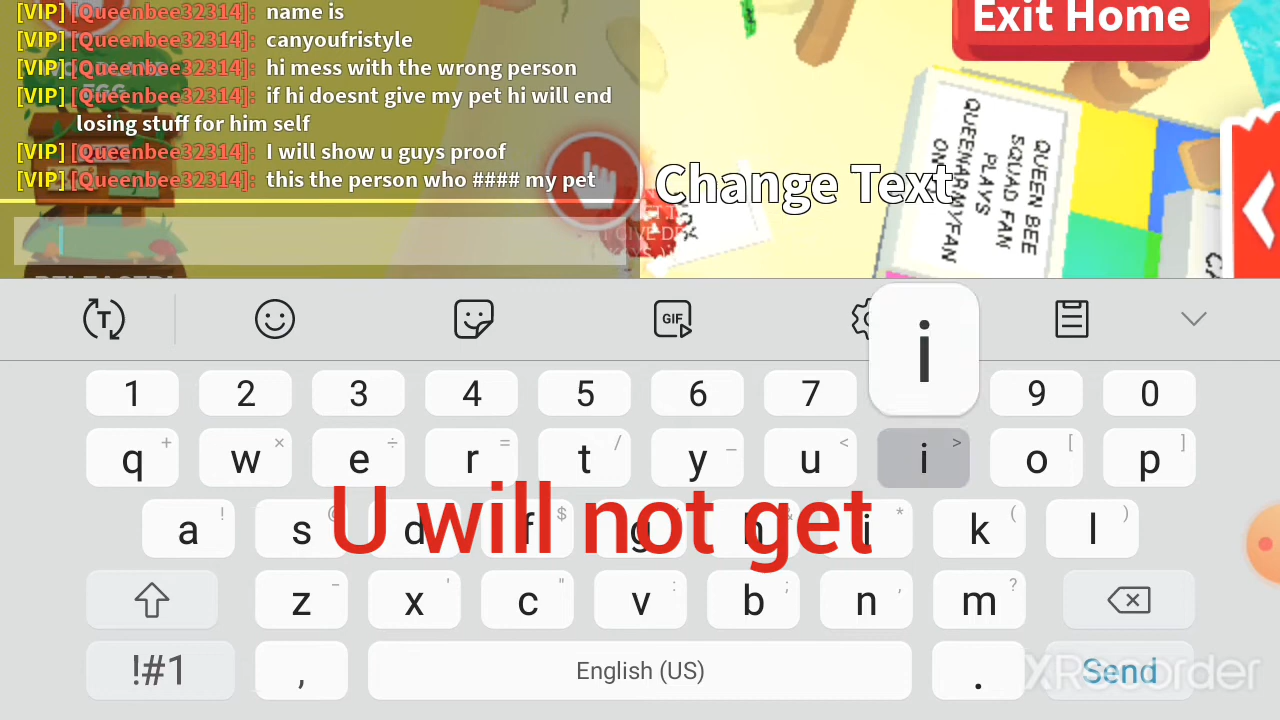 [VIP] [Queenbee32314]: name is
[VIP] [Queenbee32314]: canyoufristyle
[VIP] [Queenbee32314]: hi mess with the wrong person
[VIP] [Queenbee32314]: if hi doesnt give my pet hi will end
losing stuff for him self
[VIP] [Queenbee32314]: I will show u guys proof
[VIP] [Queenbee32314]: this the person who #### my pet
EGG
Exit Home
Change Text
QUEEN BEE
SQUAD FAN
PLAYS
QUEENARMYFAN
T
GIF
i
1 2 3 4 5 6 7 9 0
q w e r t y u i o p
+ × ÷ = / _ < > [ ]
U will not get
a s d f g h j k l
! @ $ & * ( )
z x c v b n m
- ' " : ; , ?
!#1 , English (US) . Send
XRecorder